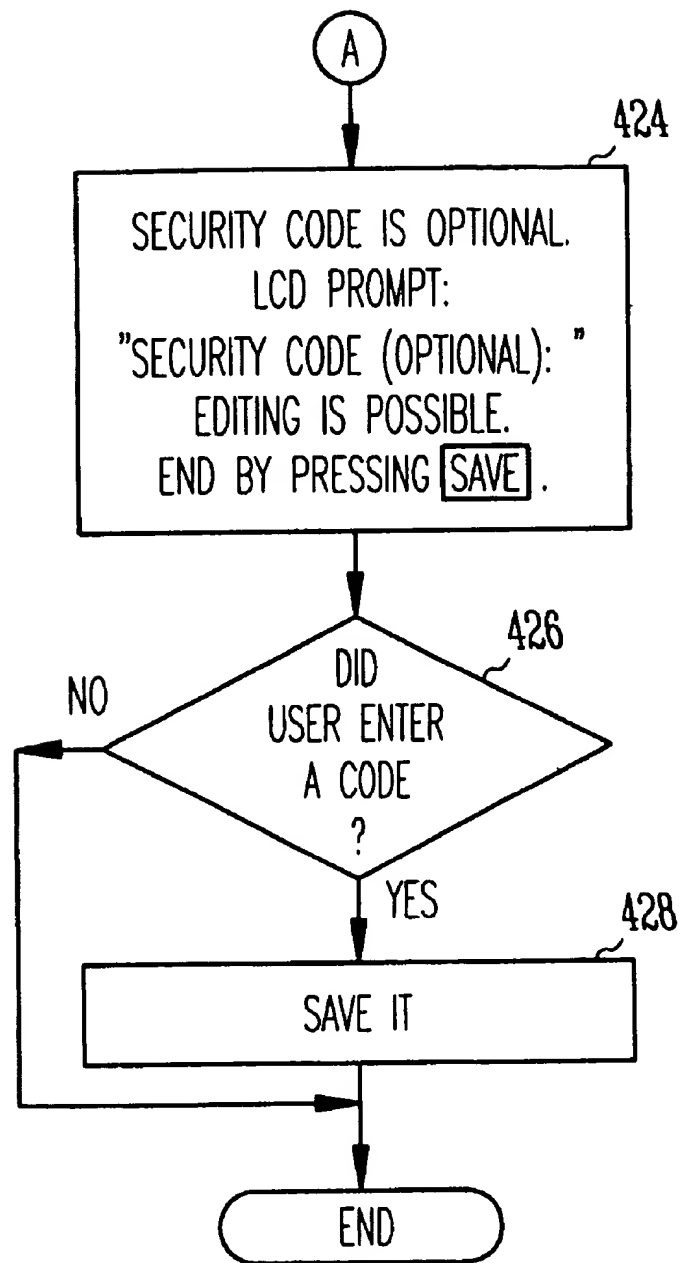 A
424
SECURITY CODE IS OPTIONAL.
LCD PROMPT:
"SECURITY CODE (OPTIONAL): "
EDITING IS POSSIBLE.
END BY PRESSING SAVE .
426
DID
USER ENTER
A CODE
?
NO
YES
428
SAVE IT
END